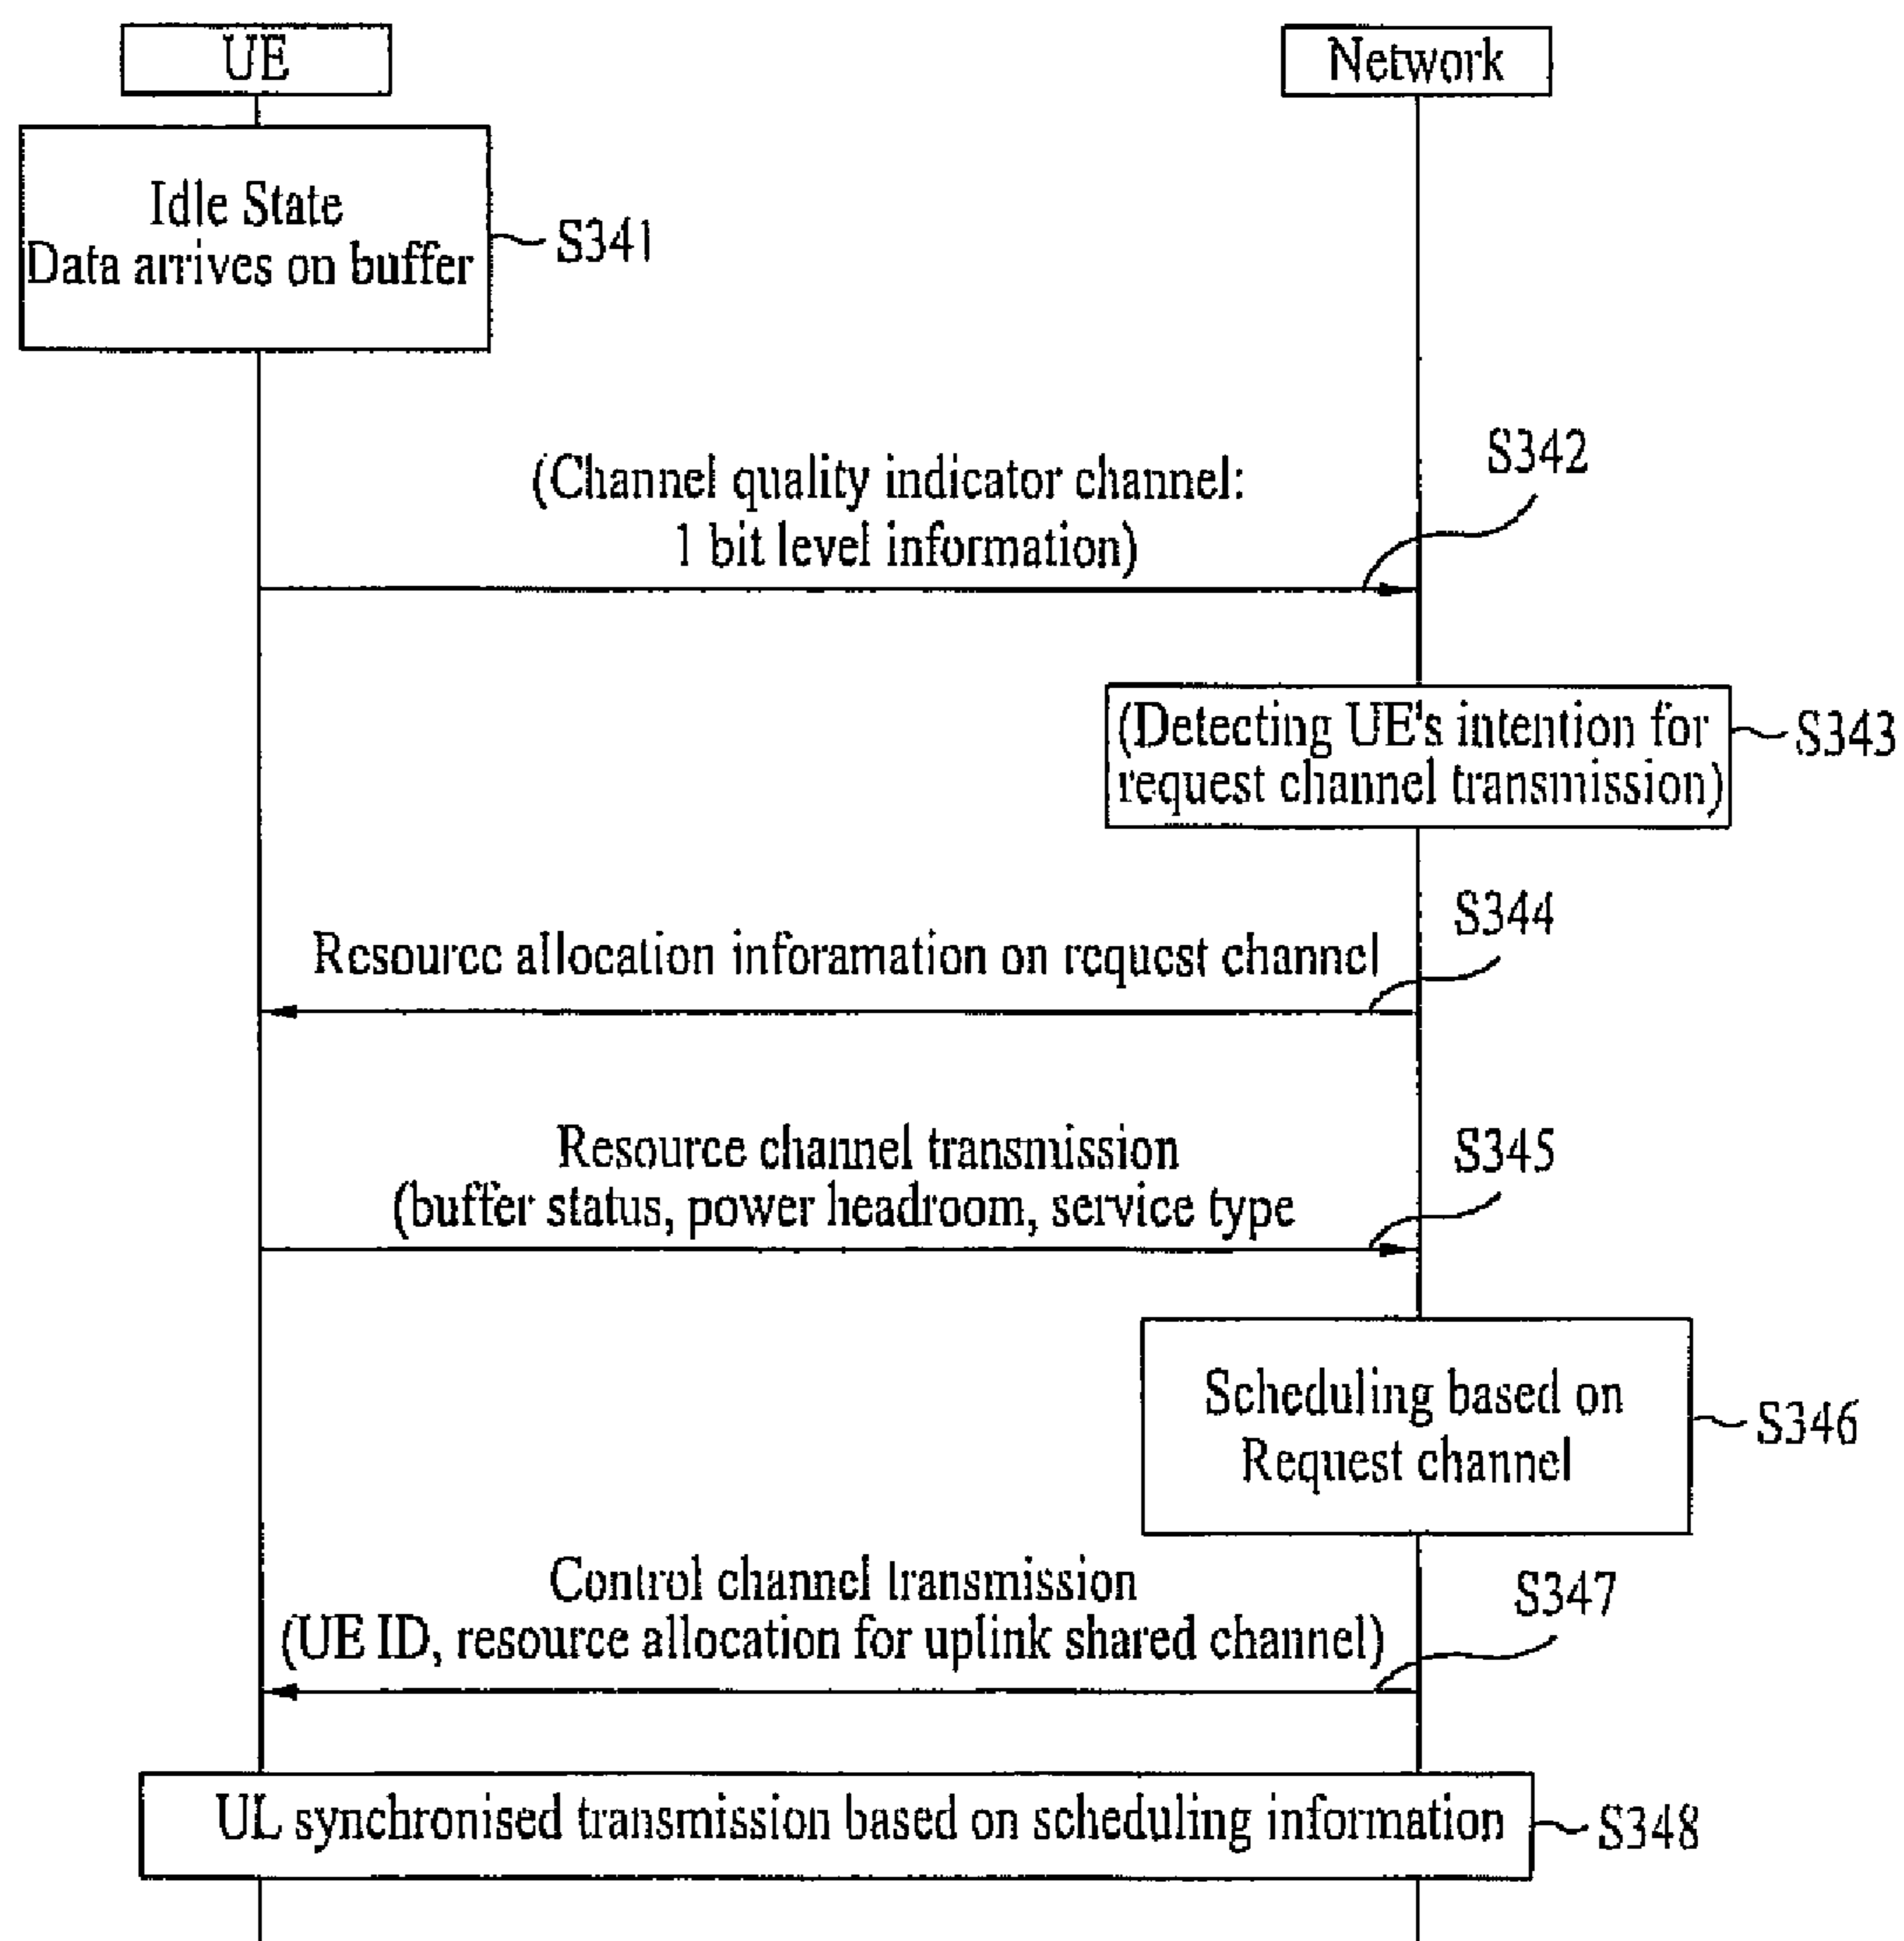 UE
Network
Idle State
Data arrives on buffer
S341
(Channel quality indicator channel:
1 bit level information)
S342
(Detecting UE's intention for
request channel transmission)
S343
Resource allocation inforamation on request channel
S344
Resource channel transmission
(buffer status, power headroom, service type
S345
Scheduling based on
Request channel
S346
Control channel transmission
(UE ID, resource allocation for uplink shared channel)
S347
UL synchronised transmission based on scheduling information
S348